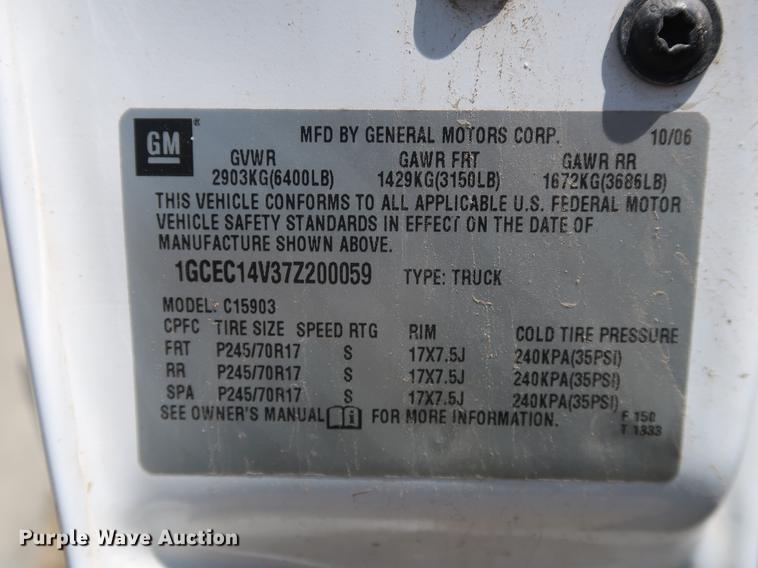 GM ®
MFD BY GENERAL MOTORS CORP. 10/06
GVWR GAWR FRT GAWR RR
2903KG(6400LB) 1429KG(3150LB) 1672KG(3686LB)
THIS VEHICLE CONFORMS TO ALL APPLICABLE U.S. FEDERAL MOTOR
VEHICLE SAFETY STANDARDS IN EFFECT ON THE DATE OF
MANUFACTURE SHOWN ABOVE.
1GCEC14V37Z200059 TYPE: TRUCK
MODEL: C15903
CPFC TIRE SIZE SPEED RTG RIM COLD TIRE PRESSURE
FRT P245/70R17 S 17X7.5J 240KPA(35PSI)
RR P245/70R17 S 17X7.5J 240KPA(35PSI)
SPA P245/70R17 S 17X7.5J 240KPA(35PSI)
SEE OWNER'S MANUAL i FOR MORE INFORMATION.
F 150
T 1333
Purple Wave Auction